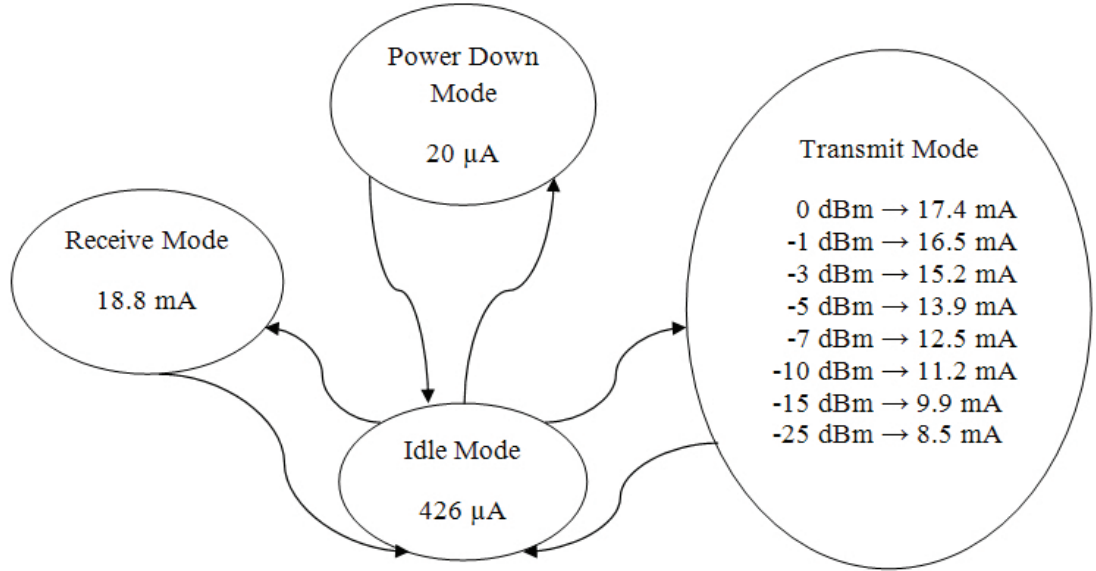 Power Down
Mode
20 µA
Receive Mode
18.8 mA
Idle Mode
426 µA
Transmit Mode
0 dBm → 17.4 mA
-1 dBm → 16.5 mA
-3 dBm → 15.2 mA
-5 dBm → 13.9 mA
-7 dBm → 12.5 mA
-10 dBm → 11.2 mA
-15 dBm → 9.9 mA
-25 dBm → 8.5 mA